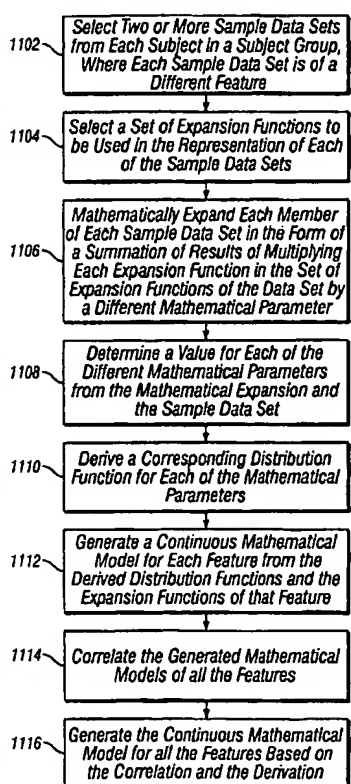 1102
Select Two or More Sample Data Sets
from Each Subject in a Subject Group,
Where Each Sample Data Set is of a
Different Feature
1104
Select a Set of Expansion Functions to
be Used in the Representation of Each
of the Sample Data Sets
1106
Mathematically Expand Each Member
of Each Sample Data Set in the Form of
a Summation of Results of Multiplying
Each Expansion Function in the Set of
Expansion Functions of the Data Set by
a Different Mathematical Parameter
1108
Determine a Value for Each of the
Different Mathematical Parameters
from the Mathematical Expansion and
the Sample Data Set
1110
Derive a Corresponding Distribution
Function for Each of the Mathematical
Parameters
1112
Generate a Continuous Mathematical
Model for Each Feature from the
Derived Distribution Functions and the
Expansion Functions of that Feature
1114
Correlate the Generated Mathematical
Models of all the Features
1116
Generate the Continuous Mathematical
Model for all the Features Based on
the Correlation and the Derivation